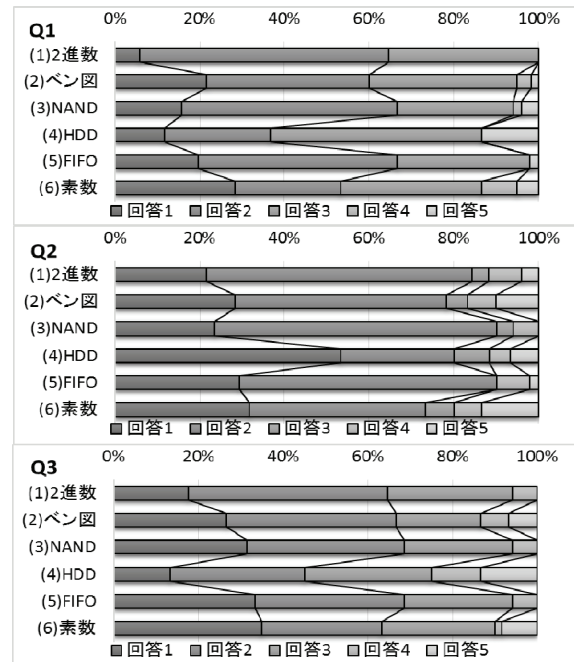 Q1
0% 20% 40% 60% 80% 100%
(1)2進数
(2)ベン図
(3)NAND
(4)HDD
(5)FIFO
(6)素数
回答1 回答2 回答3 回答4 回答5
Q2
0% 20% 40% 60% 80% 100%
(1)2進数
(2)ベン図
(3)NAND
(4)HDD
(5)FIFO
(6)素数
回答1 回答2 回答3 回答4 回答5
Q3
0% 20% 40% 60% 80% 100%
(1)2進数
(2)ベン図
(3)NAND
(4)HDD
(5)FIFO
(6)素数
回答1 回答2 回答3 回答4 回答5